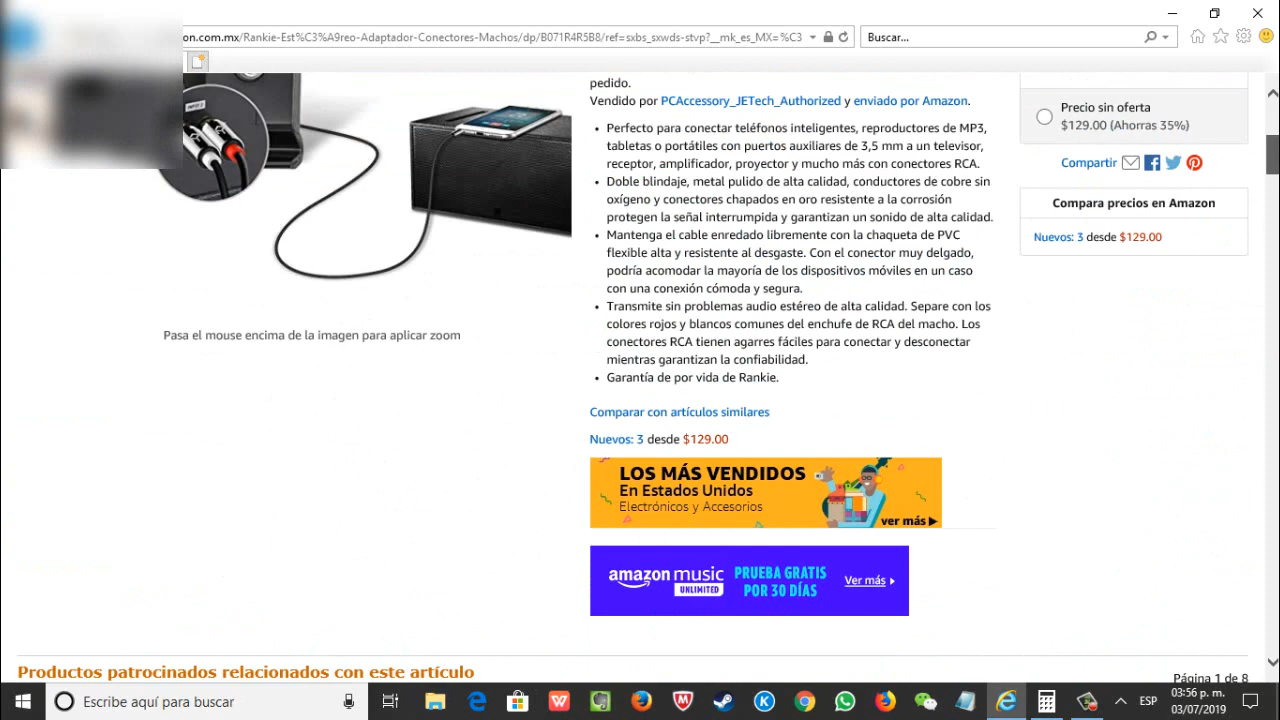 on.com.mx/Rankie-Est%C3%A9reo-Adaptador-Conectores-Machos/dp/B071R4R5B8/ref=sxbs_sxwds-stvp?__mk_es_MX=%C3
Buscar...
pedido.
Vendido por PCAccessory_JETech_Authorized y enviado por Amazon.
Perfecto para conectar teléfonos inteligentes, reproductores de MP3,
tabletas o portátiles con puertos auxiliares de 3,5 mm a un televisor,
receptor, amplificador, proyector y mucho más con conectores RCA.
Doble blindaje, metal pulido de alta calidad, conductores de cobre sin
oxígeno y conectores chapados en oro resistente a la corrosión
protegen la señal interrumpida y garantizan un sonido de alta calidad.
Mantenga el cable enredado libremente con la chaqueta de PVC
flexible alta y resistente al desgaste. Con el conector muy delgado,
podría acomodar la mayoría de los dispositivos móviles en un caso
con una conexión cómoda y segura.
Transmite sin problemas audio estéreo de alta calidad. Separe con los
colores rojos y blancos comunes del enchufe de RCA del macho. Los
conectores RCA tienen agarres fáciles para conectar y desconectar
mientras garantizan la confiabilidad.
Garantía de por vida de Rankie.
Comparar con artículos similares
Nuevos: 3 desde $129.00
Precio sin oferta
$129.00 (Ahorras 35%)
Compartir
Compara precios en Amazon
Nuevos: 3 desde $129.00
Pasa el mouse encima de la imagen para aplicar zoom
LOS MÁS VENDIDOS
En Estados Unidos
Electrónicos y Accesorios
ver más
amazon music
UNLIMITED
PRUEBA GRATIS
POR 30 DÍAS
Ver más
Productos patrocinados relacionados con este artículo
Página 1 de 8
Escribe aquí para buscar
ESP
03:56 p. m.
03/07/2019